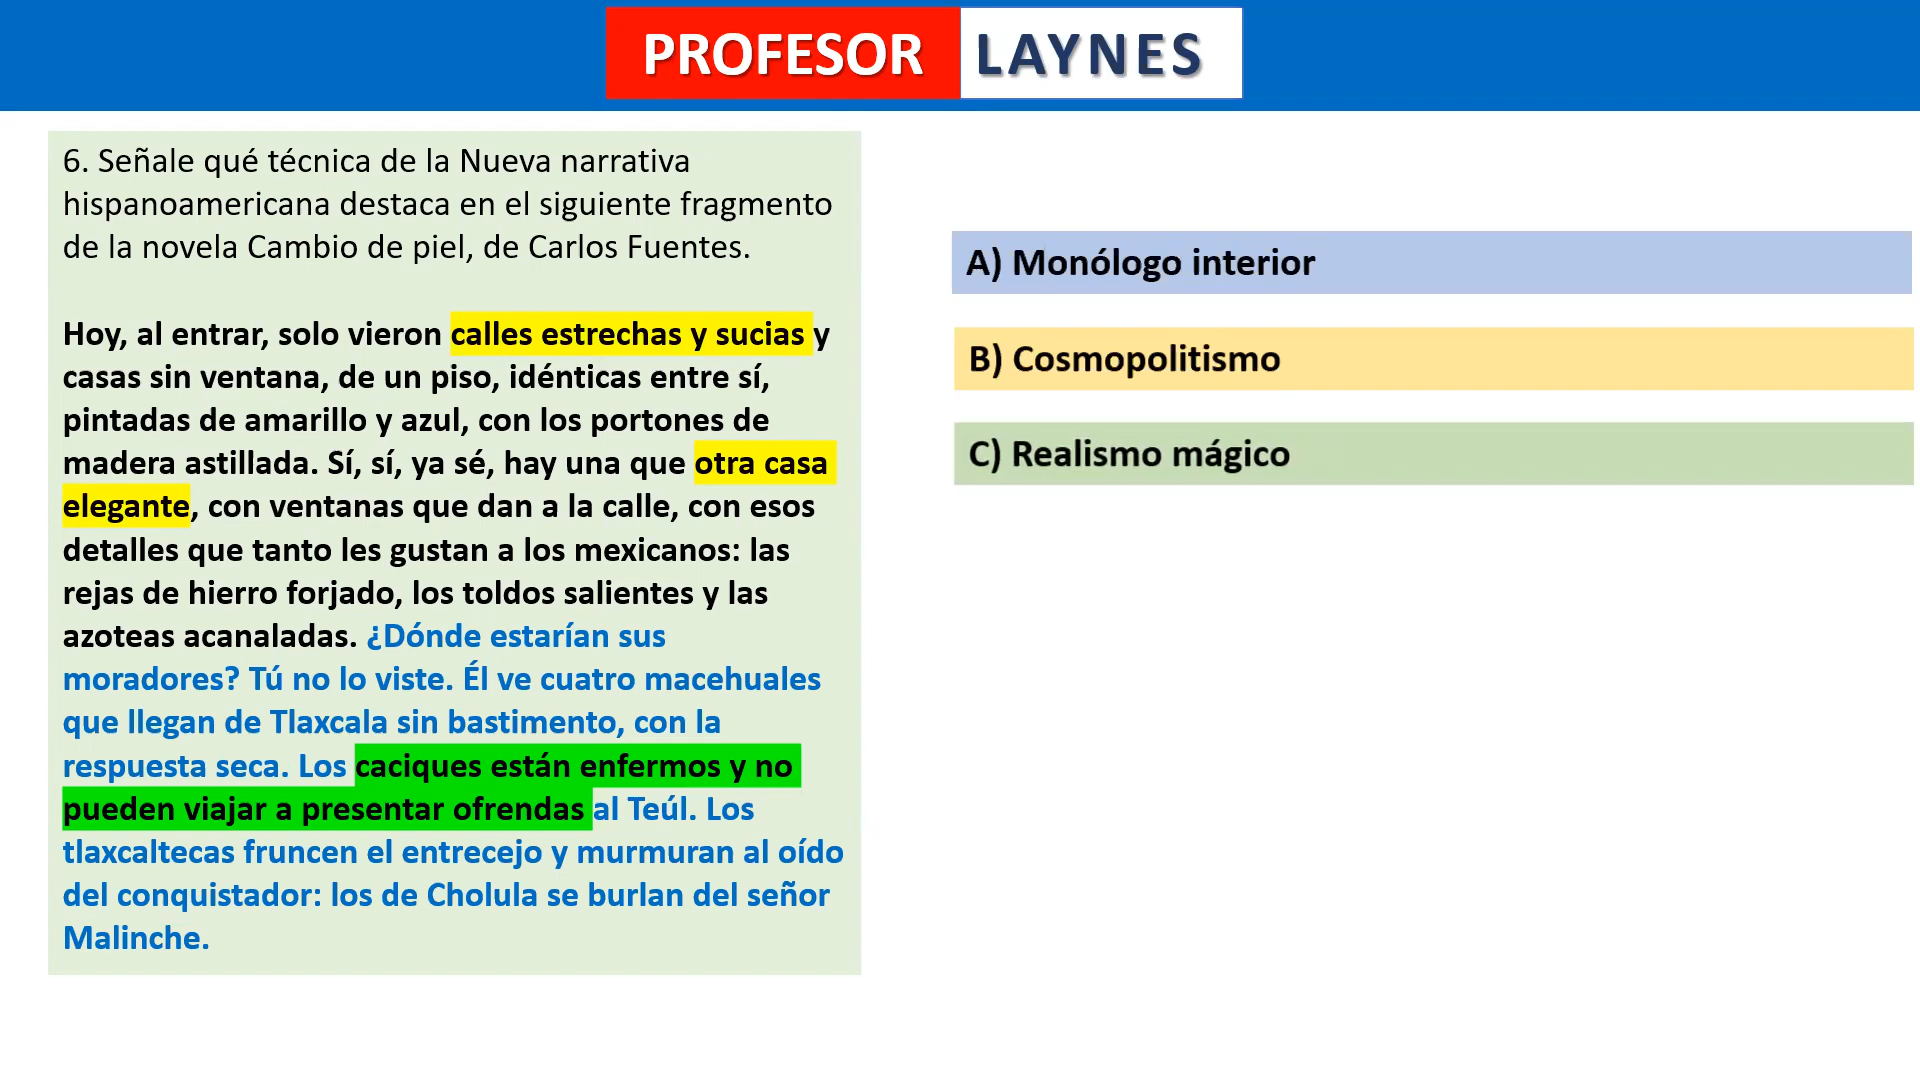 PROFESOR LAYNES
6. Señale qué técnica de la Nueva narrativa
hispanoamericana destaca en el siguiente fragmento
de la novela Cambio de piel, de Carlos Fuentes.
Hoy, al entrar, solo vieron calles estrechas y sucias y
casas sin ventana, de un piso, idénticas entre sí,
pintadas de amarillo y azul, con los portones de
madera astillada. Sí, sí, ya sé, hay una que otra casa
elegante, con ventanas que dan a la calle, con esos
detalles que tanto les gustan a los mexicanos: las
rejas de hierro forjado, los toldos salientes y las
azoteas acanaladas. ¿Dónde estarían sus
moradores? Tú no lo viste. Él ve cuatro macehuales
que llegan de Tlaxcala sin bastimento, con la
respuesta seca. Los caciques están enfermos y no
pueden viajar a presentar ofrendas al Teúl. Los
tlaxcaltecas fruncen el entrecejo y murmuran al oído
del conquistador: los de Cholula se burlan del señor
Malinche.
A) Monólogo interior
B) Cosmopolitismo
C) Realismo mágico